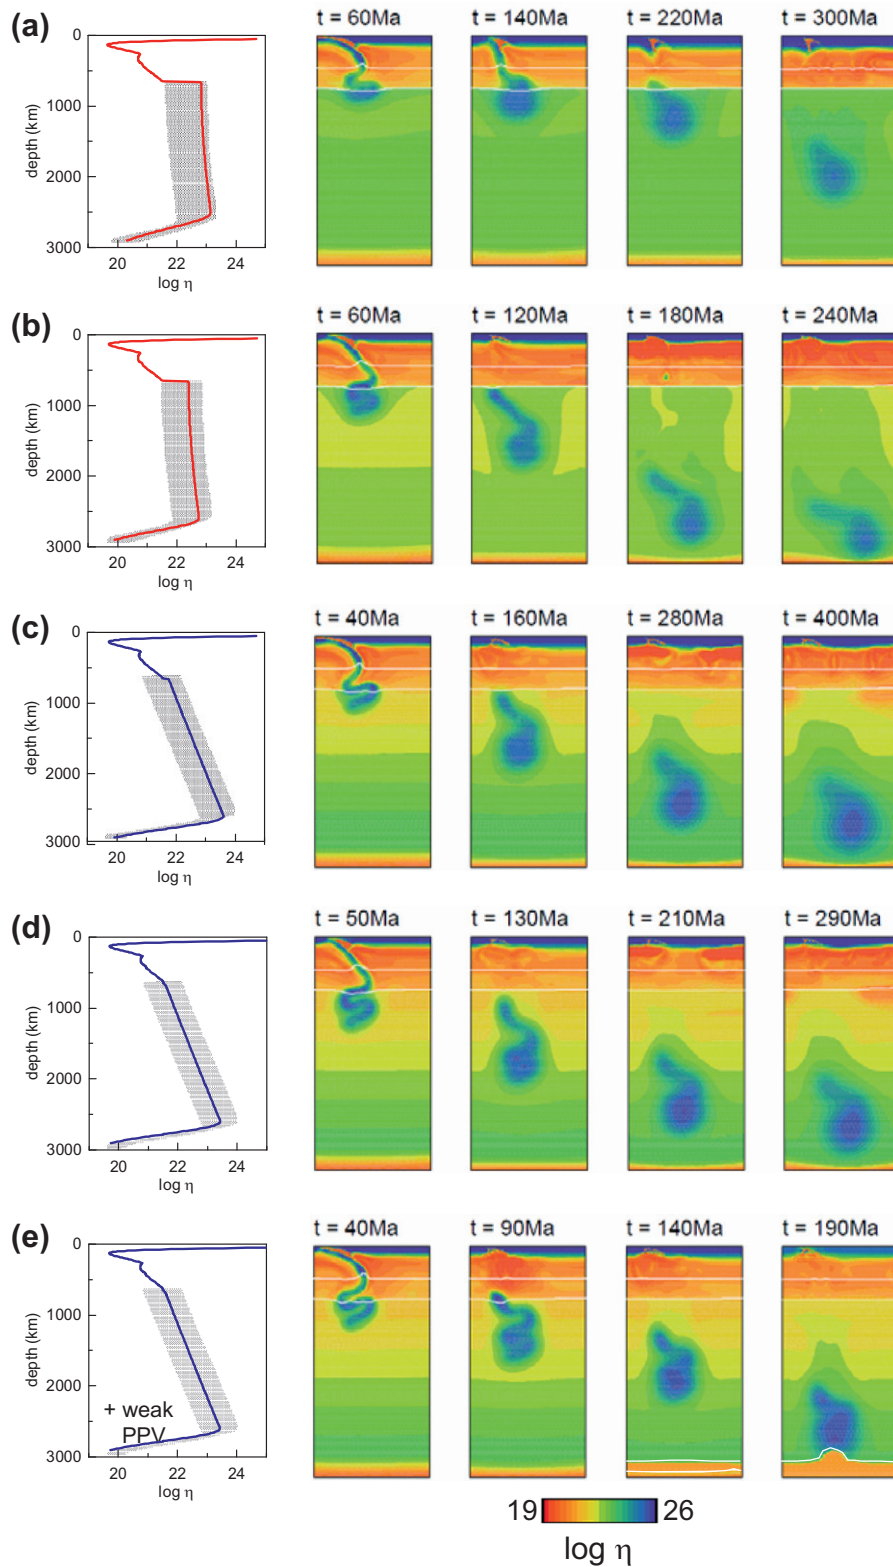 (a)
t = 60Ma t = 140Ma t = 220Ma t = 300Ma
0
1000
2000
3000
depth (km)
20 22 24
log η
(b)
t = 60Ma t = 120Ma t = 180Ma t = 240Ma
0
1000
2000
3000
depth (km)
20 22 24
log η
(c)
t = 40Ma t = 160Ma t = 280Ma t = 400Ma
0
1000
2000
3000
depth (km)
20 22 24
log η
(d)
t = 50Ma t = 130Ma t = 210Ma t = 290Ma
0
1000
2000
3000
depth (km)
20 22 24
log η
(e)
t = 40Ma t = 90Ma t = 140Ma t = 190Ma
0
1000
2000
3000
depth (km)
+ weak
PPV
20 22 24
log η
19 26
log η